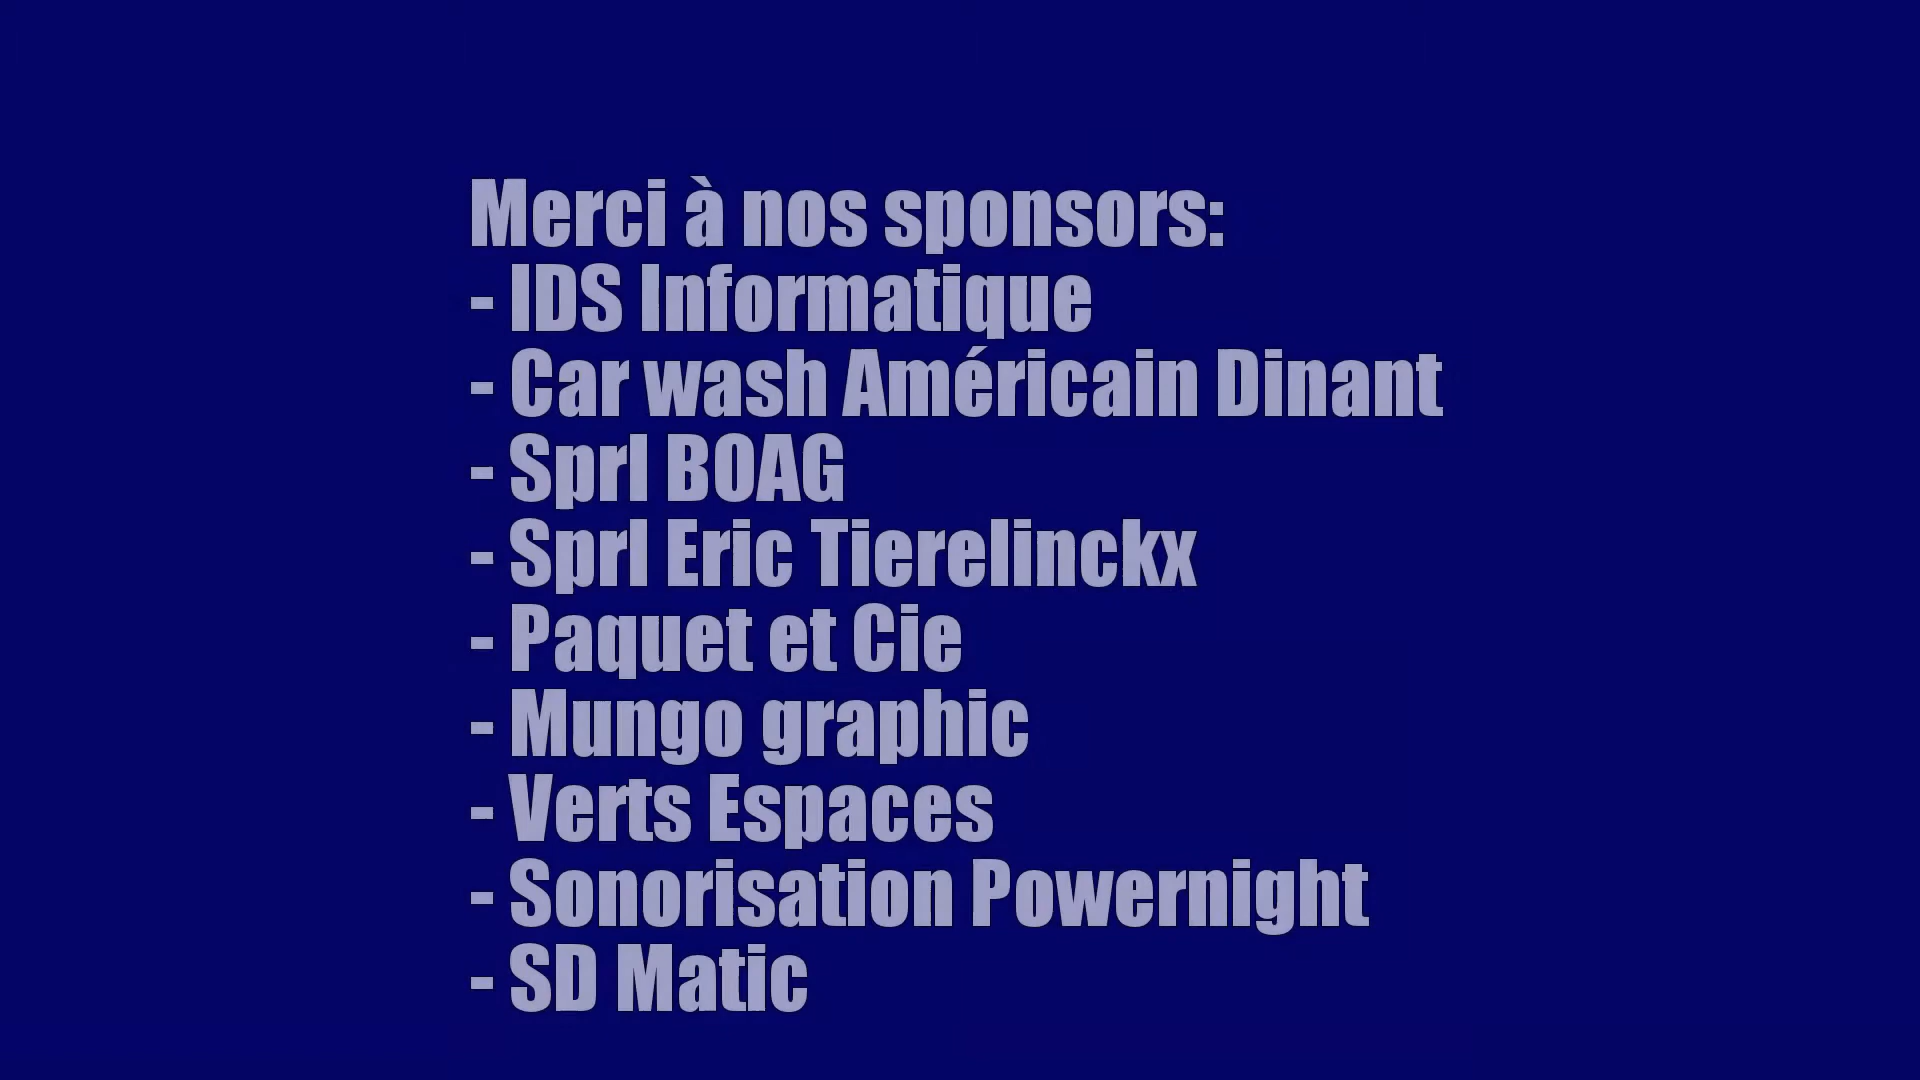 Merci à nos sponsors:
- IDS Informatique
- Car wash Américain Dinant
- Sprl BOAG
- Sprl Eric Tierelinckx
- Paquet et Cie
- Mungo graphic
- Verts Espaces
- Sonorisation Powernight
- SD Matic